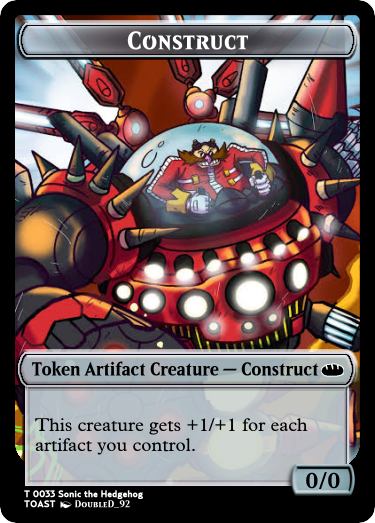 Construct
Token Artifact Creature — Construct
This creature gets +1/+1 for each
artifact you control.
0/0
T 0033 Sonic the Hedgehog
TOAST DoubleD_92